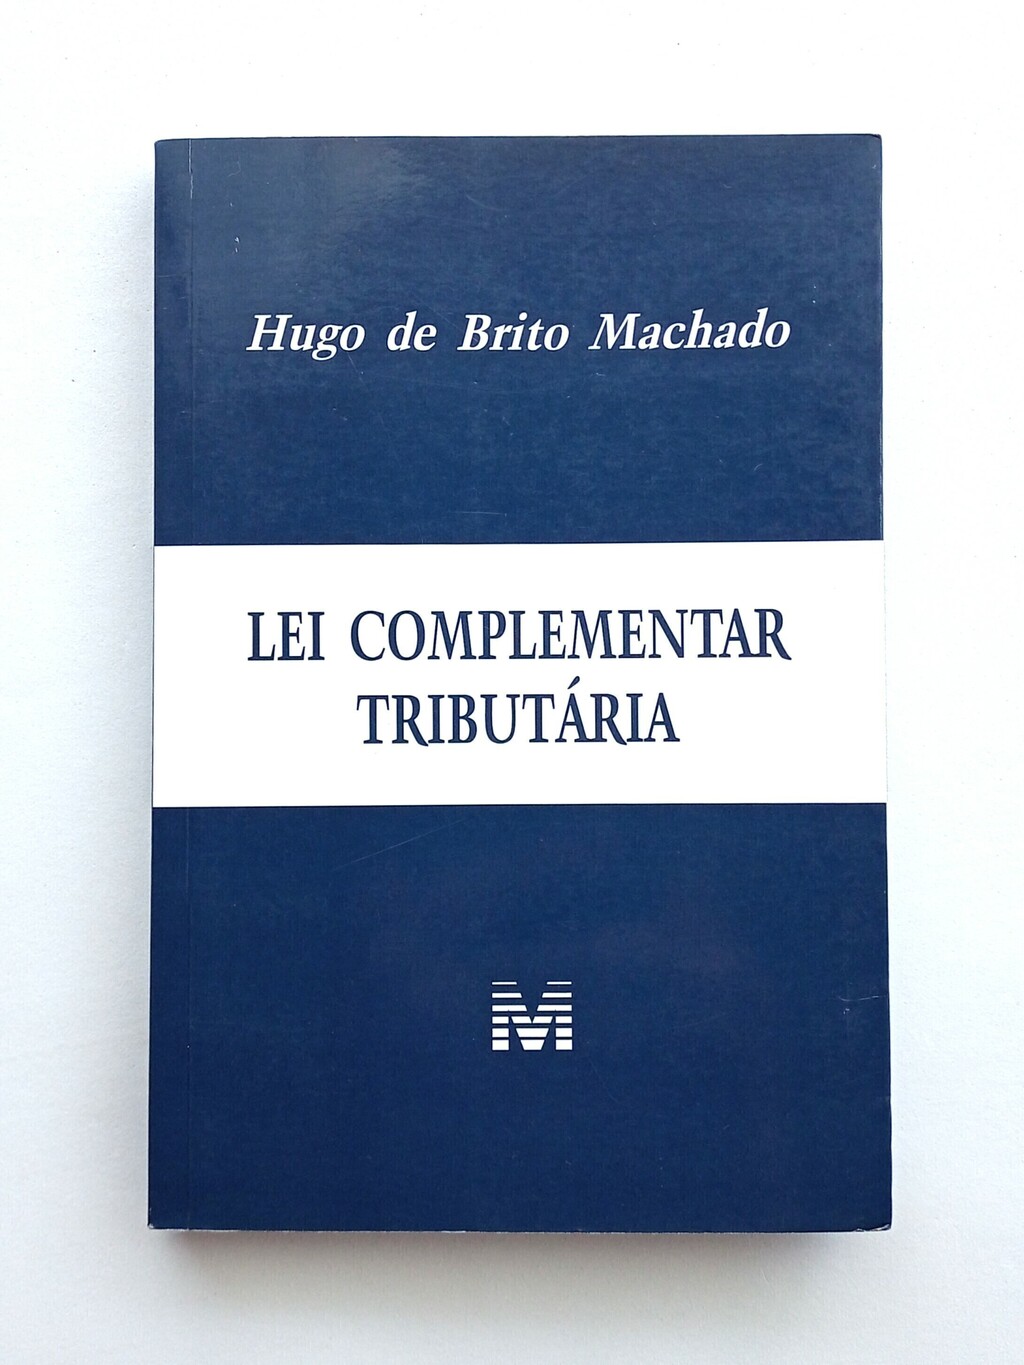 Hugo de Brito Machado
LEI COMPLEMENTAR
TRIBUTÁRIA
M